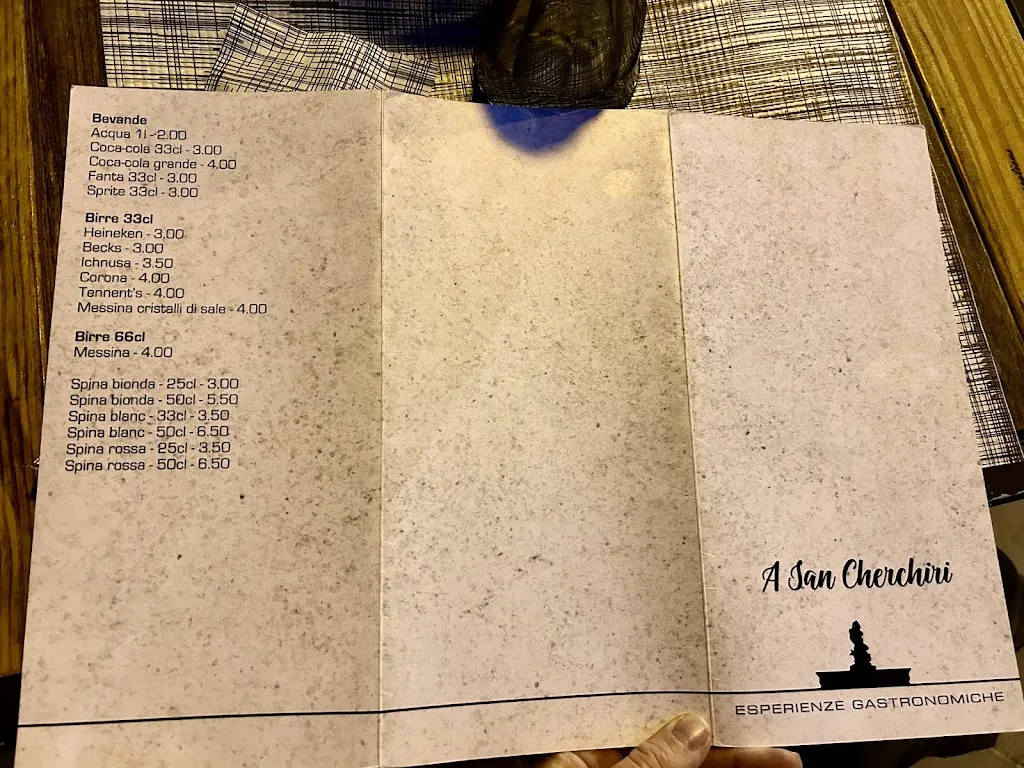 Bevande
Acqua 1l - 2.00
Coca-cola 33cl - 3.00
Coca-cola grande - 4.00
Fanta 33cl - 3.00
Sprite 33cl - 3.00
Birre 33cl
Heineken - 3.00
Becks - 3.00
Ichnusa - 3.50
Corona - 4.00
Tennent's - 4.00
Messina cristalli di sale - 4.00
Birre 66cl
Messina - 4.00
Spina bionda - 25cl - 3.00
Spina bionda - 50cl - 5.50
Spina blanc - 33cl - 3.50
Spina blanc - 50cl - 6.50
Spina rossa - 25cl - 3.50
Spina rossa - 50cl - 6.50
A San Cherchiri
ESPERIENZE GASTRONOMICHE